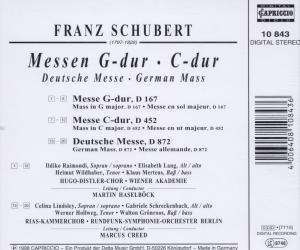 FRANZ SCHUBERT
(1797-1828)
CAPRICCIO
10 843
DIGITAL STEREO
Messen G-dur · C-dur
Deutsche Messe · German Mass
Messe G-dur, D 167
Mass in G major. D 167 · Messe en sol majeur. D 167
Messe C-dur, D 452
Mass in C major. D 452 · Messe en ut majeur, D 452
Deutsche Messe, D 872
German Mass. D 872 · Messe allemande. D 872
Ildiko Raimondi, Sopran / soprano · Elisabeth Lang, Alt / alto
Helmut Wildhaber, Tenor · Klaus Mertens, Baß / bass
HUGO-DISTLER-CHOR · WIENER AKADEMIE
Leitung / Conductor
MARTIN HASELBÖCK
Celina Lindsley, Sopran / soprano · Gabriele Schreckenbach, Alt / alto
Werner Hollweg, Tenor · Walton Grönroos, Baß / bass
RIAS-KAMMERCHOR · RUNDFUNK-SYMPHONIE-ORCHESTER BERLIN
Leitung / Conductor
MARCUS CREED
DIGITAL RECORDING